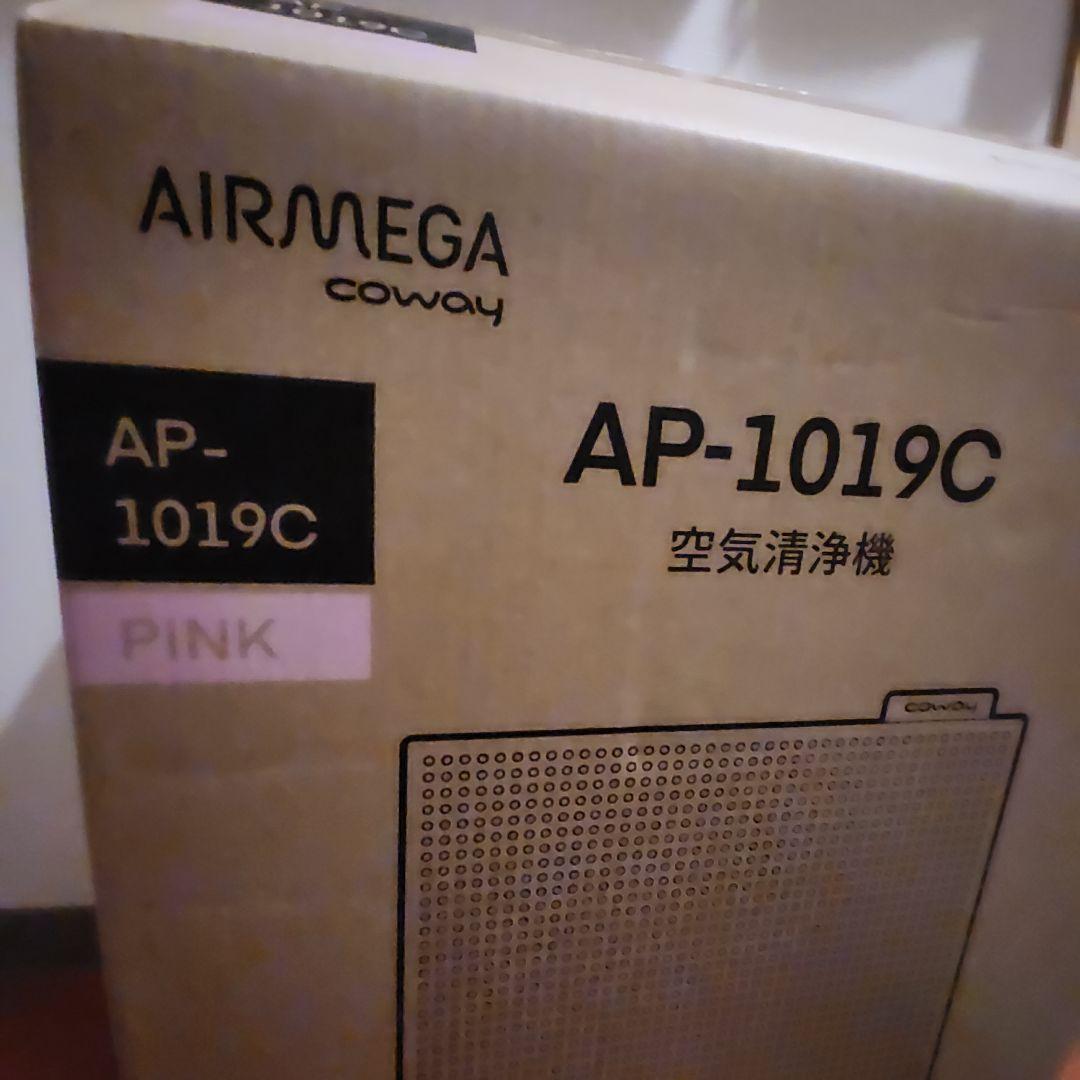 AIRMEGA
coway
AP-
1019C
PINK
AP-1019C
空気清浄機
coway